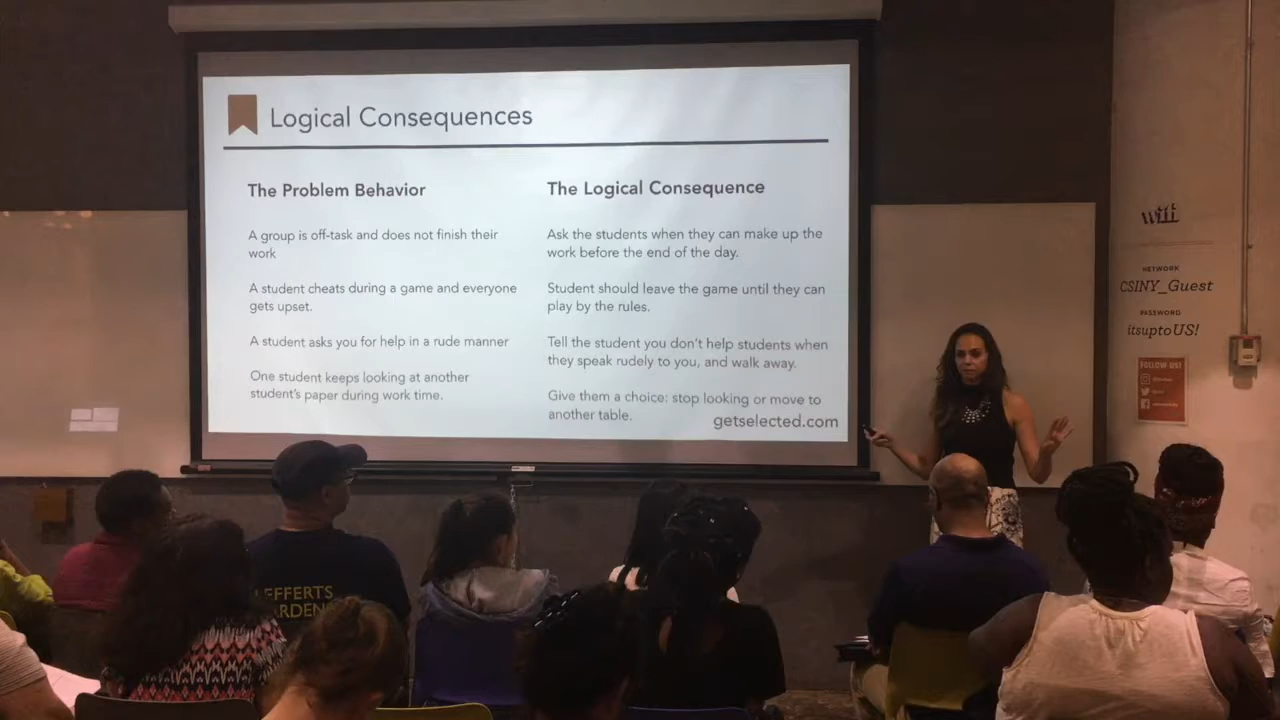 Logical Consequences
The Problem Behavior
A group is off-task and does not finish their
work
A student cheats during a game and everyone
gets upset.
A student asks you for help in a rude manner
One student keeps looking at another
student's paper during work time.
The Logical Consequence
Ask the students when they can make up the
work before the end of the day.
Student should leave the game until they can
play by the rules.
Tell the student you don't help students when
they speak rudely to you, and walk away.
Give them a choice: stop looking or move to
another table.
getselected.com
wifi
NETWORK
CSINY_Guest
PASSWORD
itsuptoUS!
FOLLOW US!
EFFERTS
ARDEN